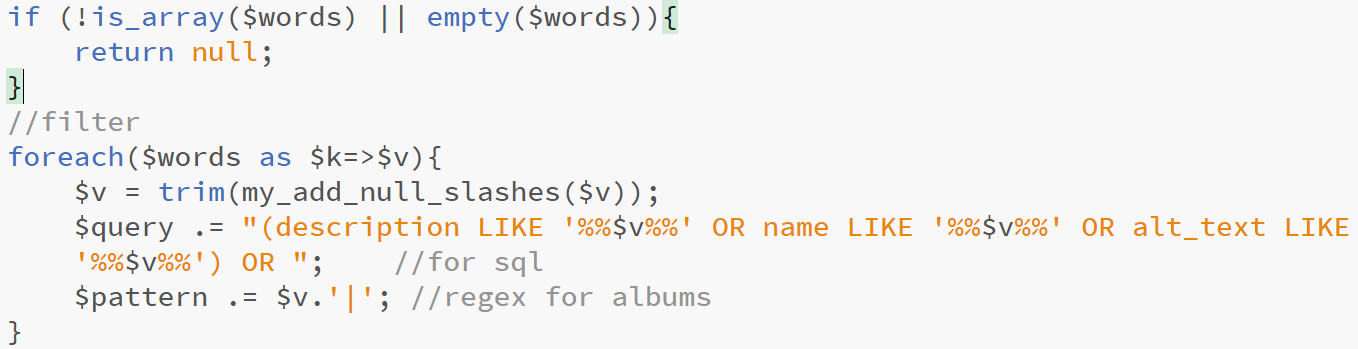 if (!is_array($words) || empty($words)){
    return null;
}
//filter
foreach($words as $k=>$v){
    $v = trim(my_add_null_slashes($v));
    $query .= "(description LIKE '%%$v%%' OR name LIKE '%%$v%%' OR alt_text LIKE
    '%%$v%%') OR ";    //for sql
    $pattern .= $v.'|'; //regex for albums
}